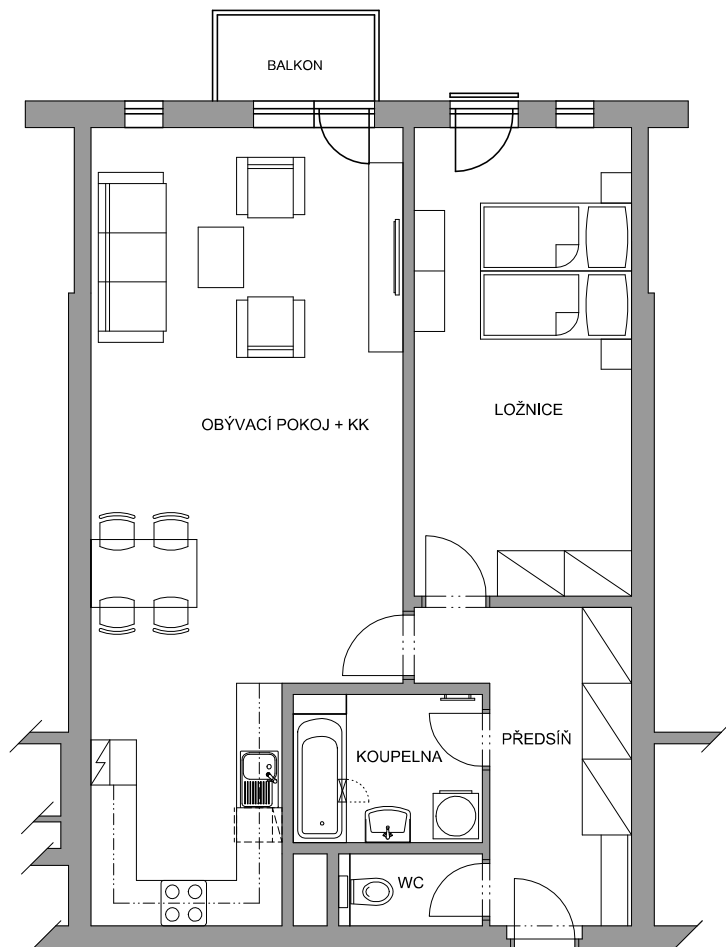 BALKON
LOŽNICE
OBÝVACÍ POKOJ + KK
PŘEDSÍŇ
KOUPELNA
WC